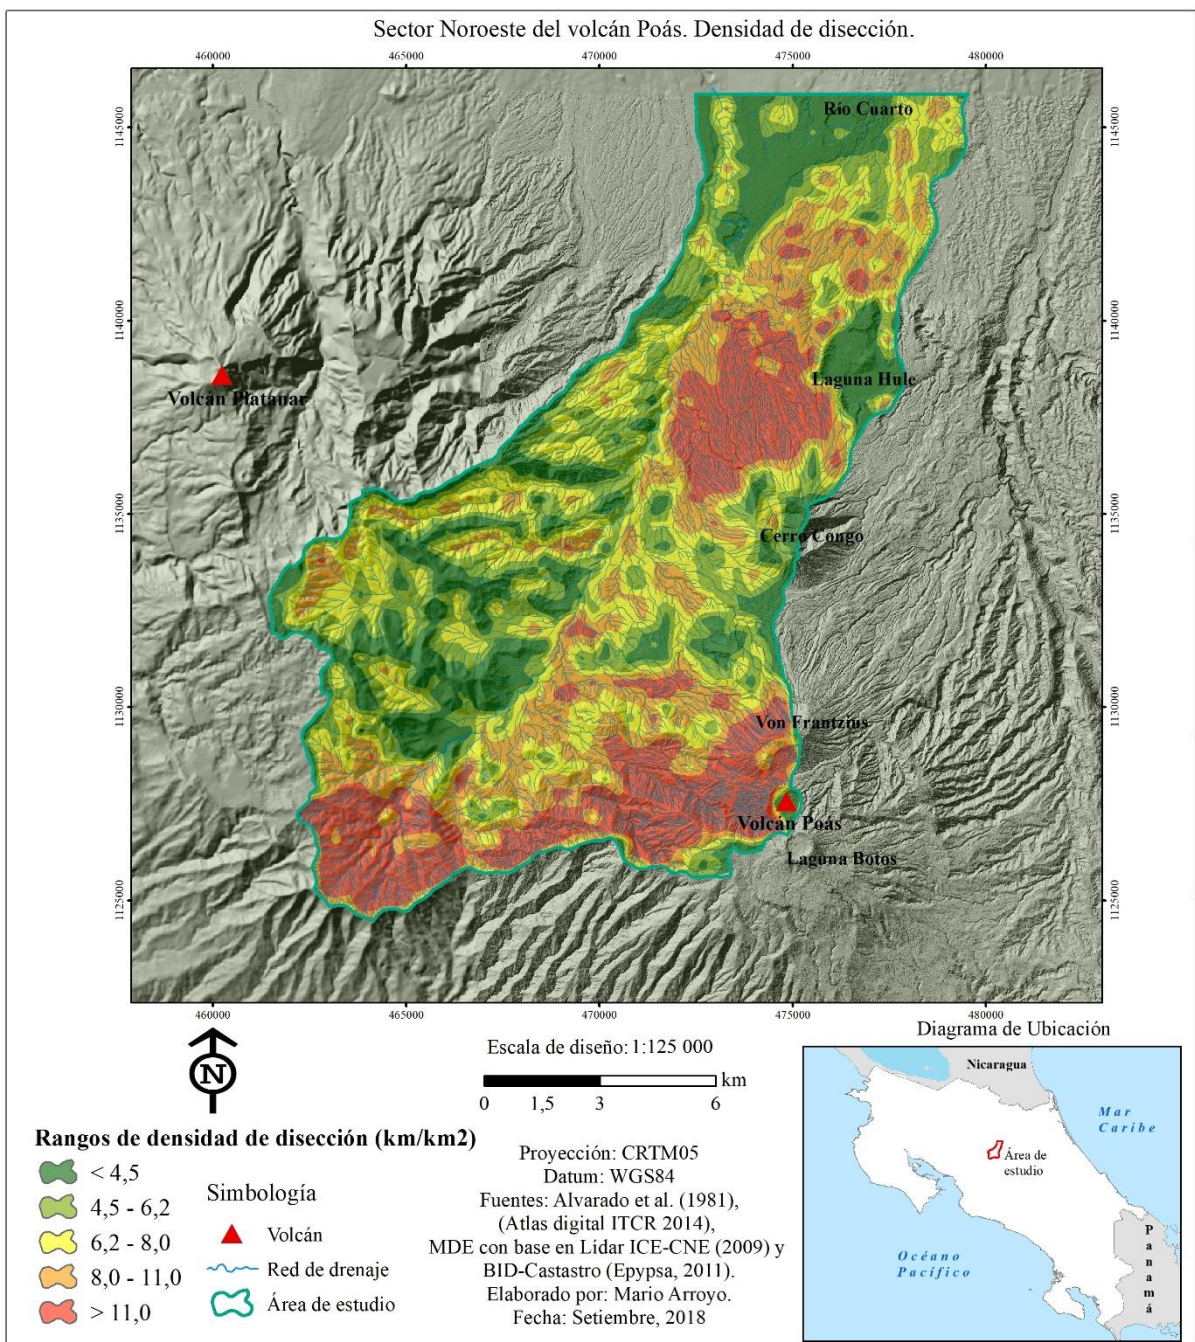 Sector Noroeste del volcán Poás. Densidad de disección.
460000
465000
470000
475000
480000
1145000
1145000
1140000
1140000
1135000
1135000
1130000
1130000
1125000
1125000
Río Cuarto
Volcán Platanar
Laguna Hule
Cerro Congo
Von Frantzius
Volcán Poás
Laguna Botos
460000
465000
470000
475000
480000
N
Escala de diseño: 1:125 000
km
0
1,5
3
6
Rangos de densidad de disección (km/km2)
< 4,5
4,5 - 6,2
6,2 - 8,0
8,0 - 11,0
> 11,0
Simbología
Volcán
Red de drenaje
Área de estudio
Proyección: CRTM05
Datum: WGS84
Fuentes: Alvarado et al. (1981),
(Atlas digital ITCR 2014),
MDE con base en Lidar ICE-CNE (2009) y
BID-Castastro (Epypsa, 2011).
Elaborado por: Mario Arroyo.
Fecha: Setiembre, 2018
Diagrama de Ubicación
Nicaragua
Mar
Caribe
Área de
estudio
Océano
Pacífico
Panamá